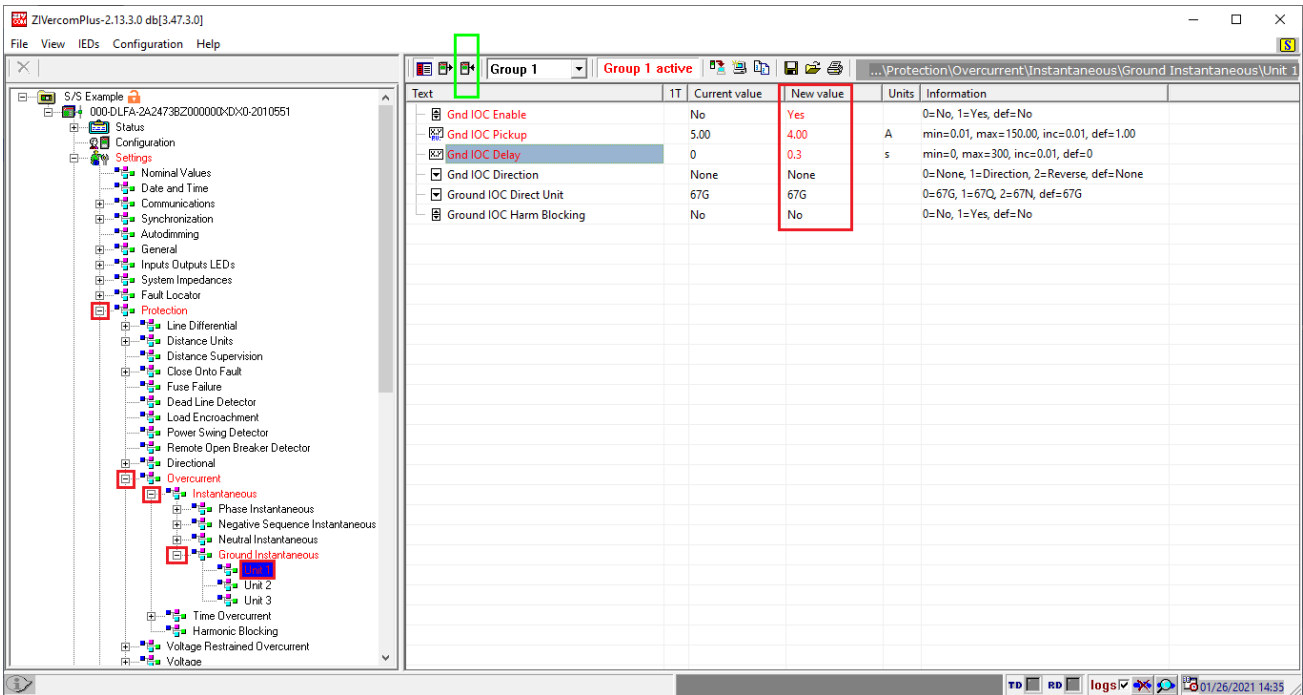 ZIVercomPlus-2.13.3.0 db[3.47.3.0]
File View IEDs Configuration Help
S
Group 1
Group 1 active
...\Protection\Overcurrent\Instantaneous\Ground Instantaneous\Unit 1
S/S Example
000-DLFA-2A2473BZ000000XDX0-2010551
Status
Configuration
Settings
Nominal Values
Date and Time
Communications
Synchronization
Autodimming
General
Inputs Outputs LEDs
System Impedances
Fault Locator
Protection
Line Differential
Distance Units
Distance Supervision
Close Onto Fault
Fuse Failure
Dead Line Detector
Load Encroachment
Power Swing Detector
Remote Open Breaker Detector
Directional
Overcurrent
Instantaneous
Phase Instantaneous
Negative Sequence Instantaneous
Neutral Instantaneous
Ground Instantaneous
Unit 1
Unit 2
Unit 3
Time Overcurrent
Harmonic Blocking
Voltage Restrained Overcurrent
Voltage
Text 1T Current value New value Units Information
Gnd IOC Enable No Yes 0=No, 1=Yes, def=No
Gnd IOC Pickup 5.00 4.00 A min=0.01, max=150.00, inc=0.01, def=1.00
Gnd IOC Delay 0 0.3 s min=0, max=300, inc=0.01, def=0
Gnd IOC Direction None None 0=None, 1=Direction, 2=Reverse, def=None
Ground IOC Direct Unit 67G 67G 0=67G, 1=67Q, 2=67N, def=67G
Ground IOC Harm Blocking No No 0=No, 1=Yes, def=No
TD RD logs 01/26/2021 14:35